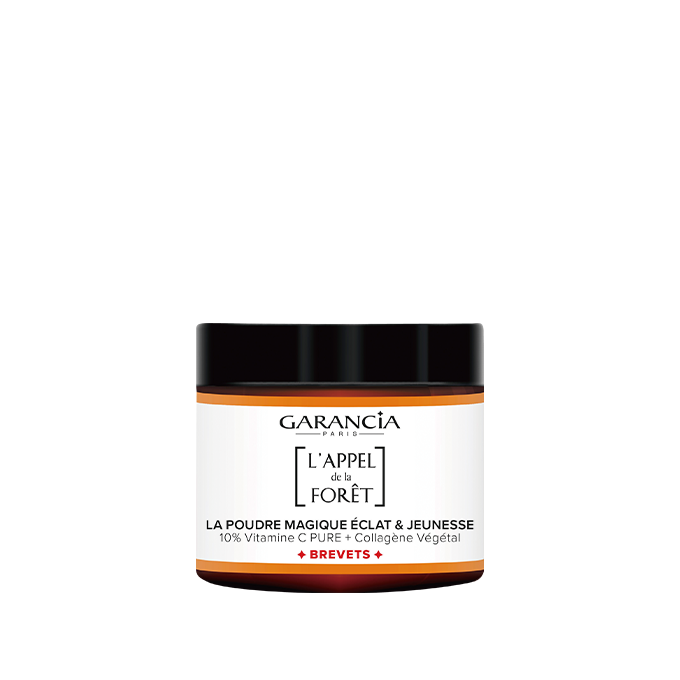 GARANCIA
PARIS
L'APPEL
de la
FORÊT
LA POUDRE MAGIQUE ÉCLAT & JEUNESSE
10% Vitamine C PURE + Collagène Végétal
BREVETS